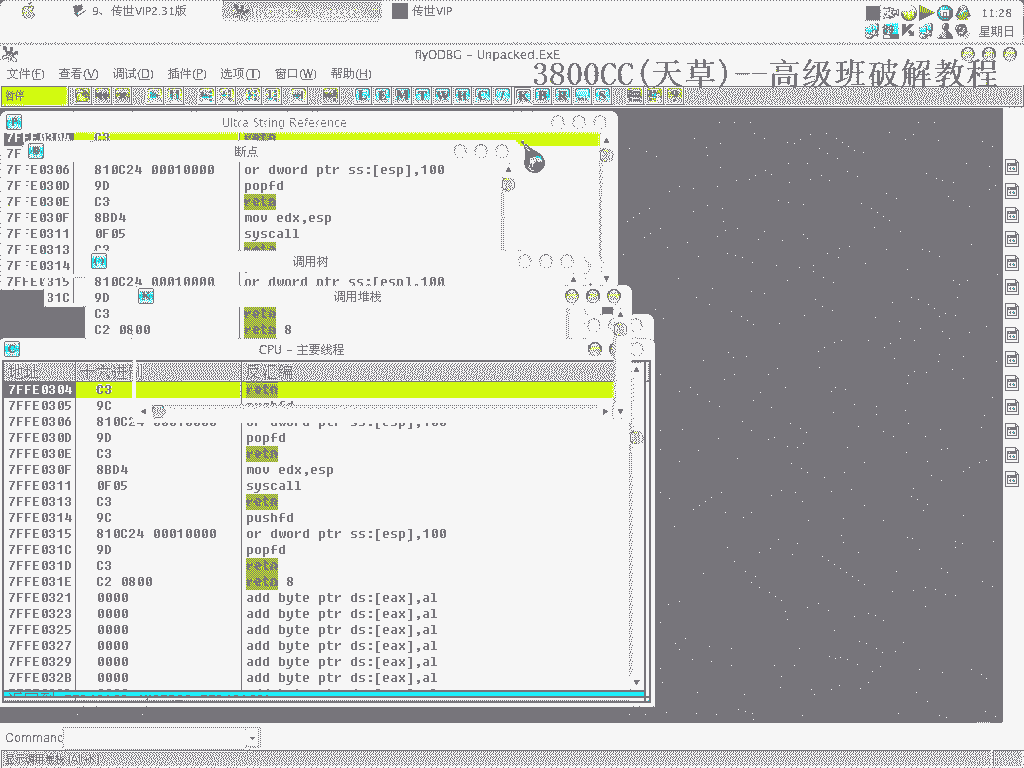 9、传世VIP2.31版
传世VIP
11:28
星期日
flyODBG - Unpacked.ExE
文件(F) 查看(V) 调试(D) 插件(P) 选项(T) 窗口(W) 帮助(H)
3800CC(天草)--高级班破解教程
暂停
Ultra String Reference
7FFE0304 C3 retn
断点
7FFE0306 810C24 00010000 or dword ptr ss:[esp],100
7FFE030D 9D popfd
7FFE030E C3 retn
7FFE030F 8BD4 mov edx,esp
7FFE0311 0F05 syscall
7FFE0313 C3 retn
7FFE0314
调用树
7FFE0315 810C24 00010000 or dword ptr ss:[esp],100
31C 9D
调用堆栈
C3 retn
C2 0800 retn 8
CPU - 主要线程
地址 十六进制 反汇编
7FFE0304 C3 retn
7FFE0305 9C pushfd
7FFE0306 810C24 00010000 or dword ptr ss:[esp],100
7FFE030D 9D popfd
7FFE030E C3 retn
7FFE030F 8BD4 mov edx,esp
7FFE0311 0F05 syscall
7FFE0313 C3 retn
7FFE0314 9C pushfd
7FFE0315 810C24 00010000 or dword ptr ss:[esp],100
7FFE031C 9D popfd
7FFE031D C3 retn
7FFE031E C2 0800 retn 8
7FFE0321 0000 add byte ptr ds:[eax],al
7FFE0323 0000 add byte ptr ds:[eax],al
7FFE0325 0000 add byte ptr ds:[eax],al
7FFE0327 0000 add byte ptr ds:[eax],al
7FFE0329 0000 add byte ptr ds:[eax],al
7FFE032B 0000 add byte ptr ds:[eax],al
Command